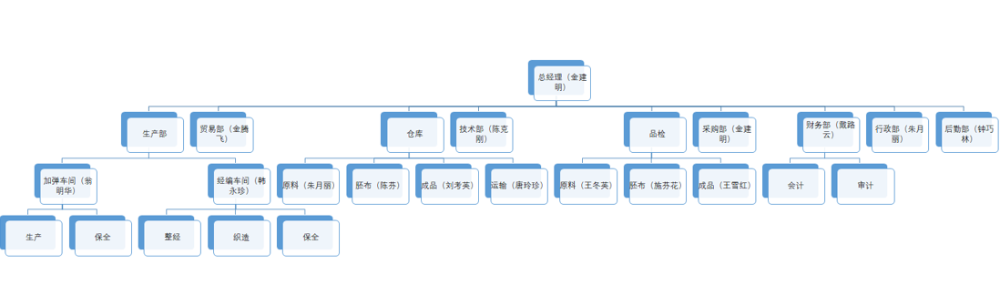 总经理（金建
明）
生产部
贸易部（金腾
飞）
仓库
技术部（陈克
刚）
品检
采购部（金建
明）
财务部（戴路
云）
行政部（朱月
丽）
后勤部（钟巧
林）
加弹车间（翁
明华）
经编车间（韩
永珍）
原料（朱月丽）
胚布（陈芬）
成品（刘考英）
运输（唐玲珍）
原料（王冬英）
胚布（施芬花）
成品（王雪红）
会计
审计
生产
保全
整经
织造
保全